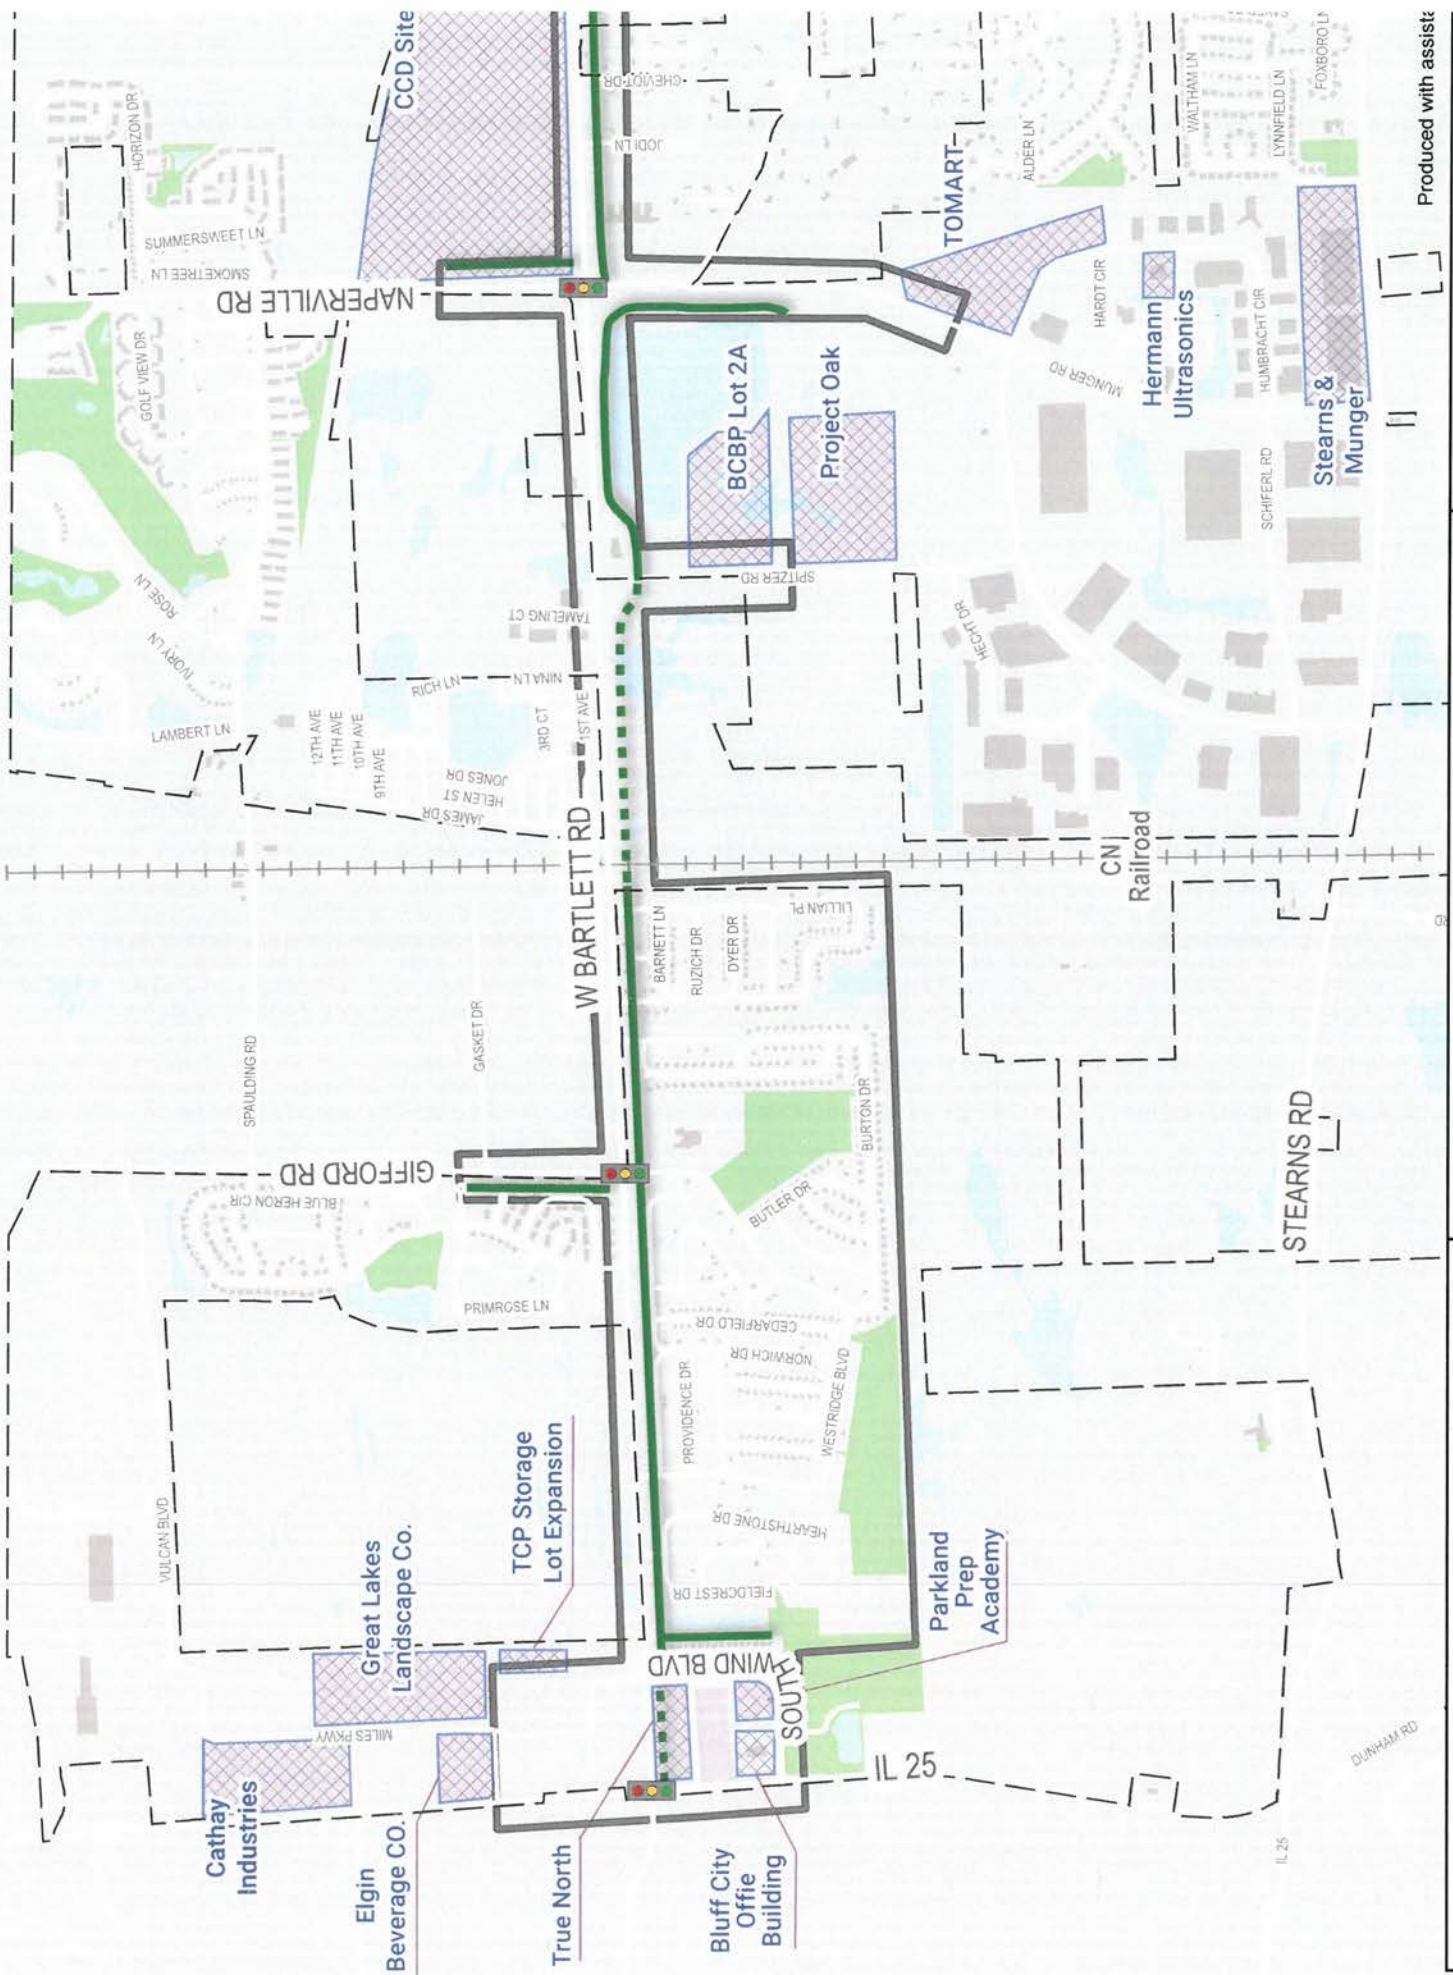 CCD Site
HORIZON DR
SUMMERSWEET LN
SMOKETREE LN
NAPERVILLE RD
GOLF VIEW DR
CHEVIOT DR
JODI LN
TOMART
ALDER LN
WALTHAM LN
LYNNFIELD LN
FOXBORO LN
Produced with assista
HARDT CIR
Hermann
Ultrasonics
HUMBRACHT CIR
MUNGER RD
Stearns &
Munger
SCHIFERL RD
BCBP Lot 2A
Project Oak
SPITZER RD
HECHT DR
ROSE LN
IVORY LN
LAMBERT LN
RICH LN
NINA LN
TAMELING CT
12TH AVE
11TH AVE
10TH AVE
9TH AVE
3RD CT
1ST AVE
JONES DR
HELEN ST
JAMES DR
W BARTLETT RD
CN
Railroad
SPAULDING RD
GASKET DR
BARNETT LN
RUZICH DR
DYER DR
LILLIAN PL
BURTON DR
BUTLER DR
GIFFORD RD
BLUE HERON CIR
PRIMROSE LN
STEARNS RD
CEDARFIELD DR
NORWICH DR
PROVIDENCE DR
WESTRIDGE BLVD
HEARTHSTONE DR
FIELDCREST DR
VULCAN BLVD
TCP Storage
Lot Expansion
Great Lakes
Landscape Co.
Parkland
Prep
Academy
SOUTH
WIND BLVD
MILES PKWY
IL 25
DUNHAM RD
IL 25
Cathay
Industries
Elgin
Beverage CO.
True North
Bluff City
Offie
Building